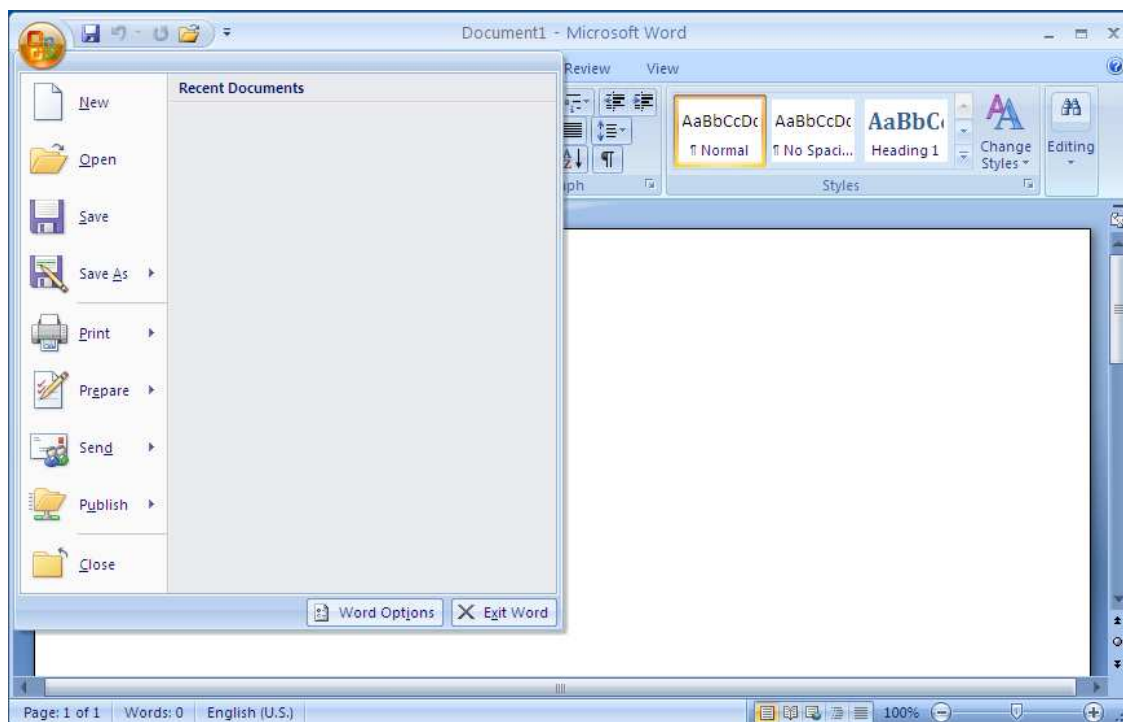 Document1 - Microsoft Word
Review View
New
Recent Documents
Open
Save
Save As
Print
Prepare
Send
Publish
Close
Word Options Exit Word
AaBbCcDc AaBbCcDc AaBbC
¶ Normal ¶ No Spaci... Heading 1
Change Styles
Editing
ph
Styles
Page: 1 of 1 Words: 0 English (U.S.) 100%